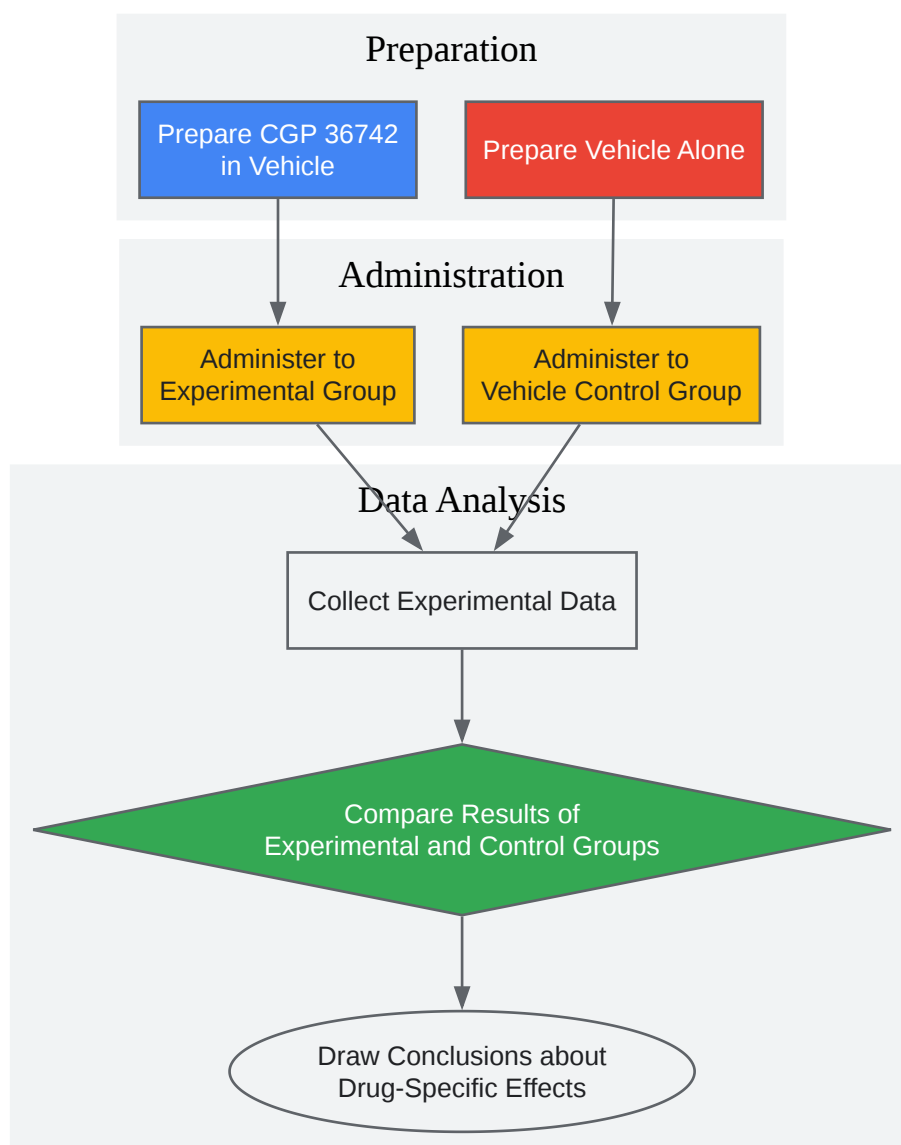 Preparation
Prepare CGP 36742
in Vehicle
Prepare Vehicle Alone
Administration
Administer to
Experimental Group
Administer to
Vehicle Control Group
Data Analysis
Collect Experimental Data
Compare Results of
Experimental and Control Groups
Draw Conclusions about
Drug-Specific Effects